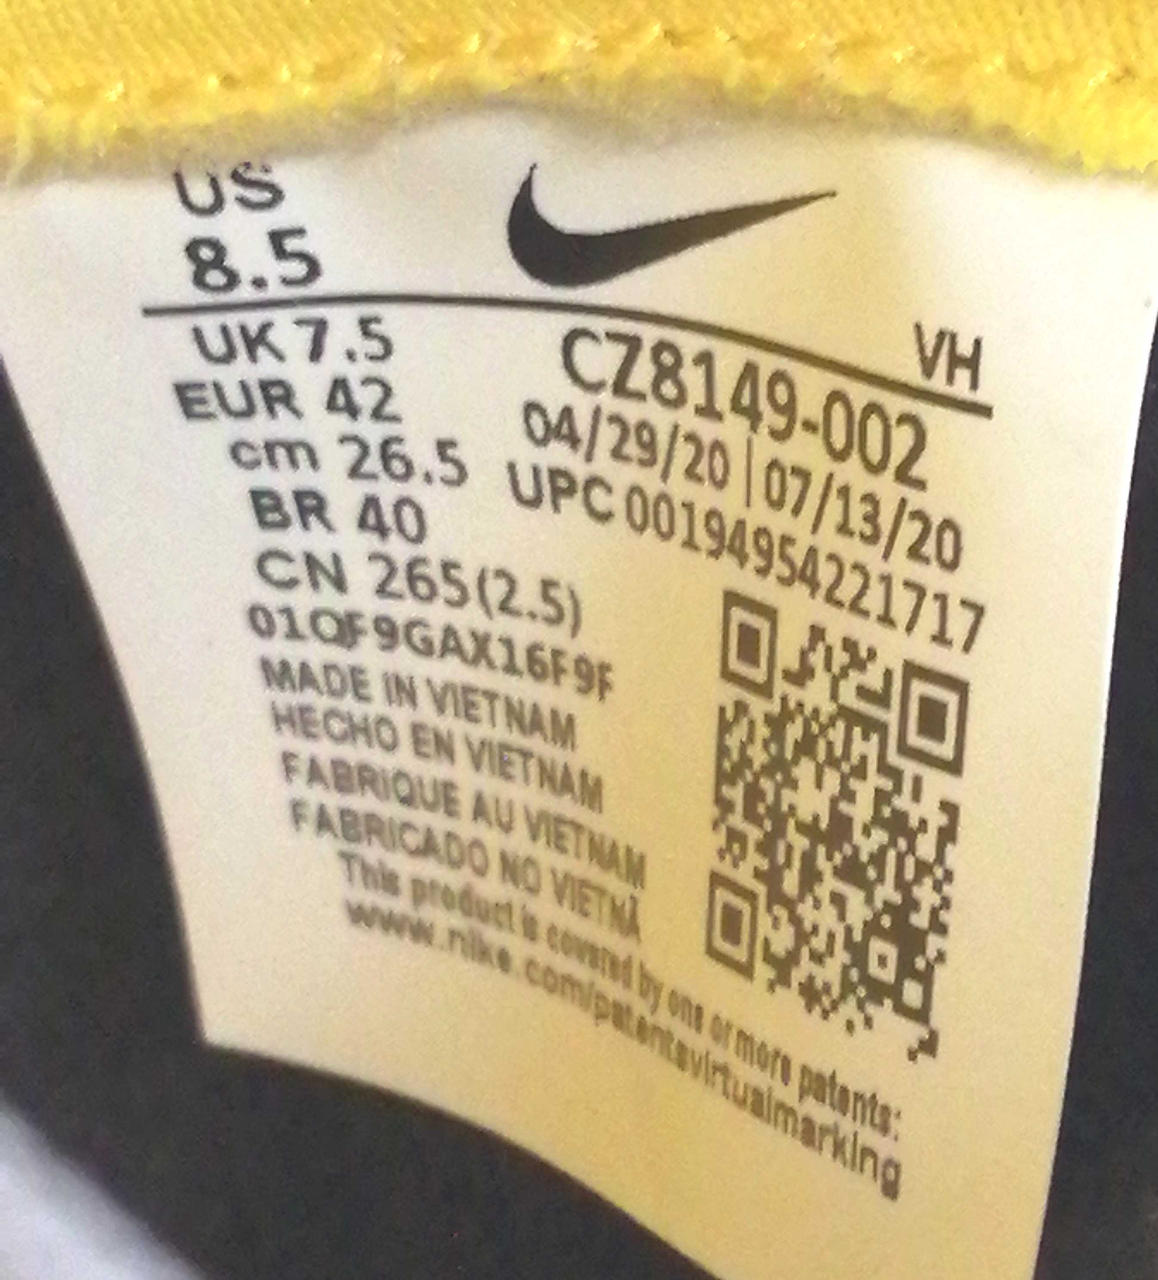 US
8.5
UK 7.5
EUR 42
cm 26.5
BR 40
CN 265(2.5)
01QF9GAX16F9F
MADE IN VIETNAM
HECHO EN VIETNAM
FABRIQUE AU VIETNAM
FABRICADO NO VIETNÃ
This product is covered by one or more patents:
www.nike.com/patentsvirtualmarking
VH
CZ8149-002
04/29/20 | 07/13/20
UPC 00194954221717